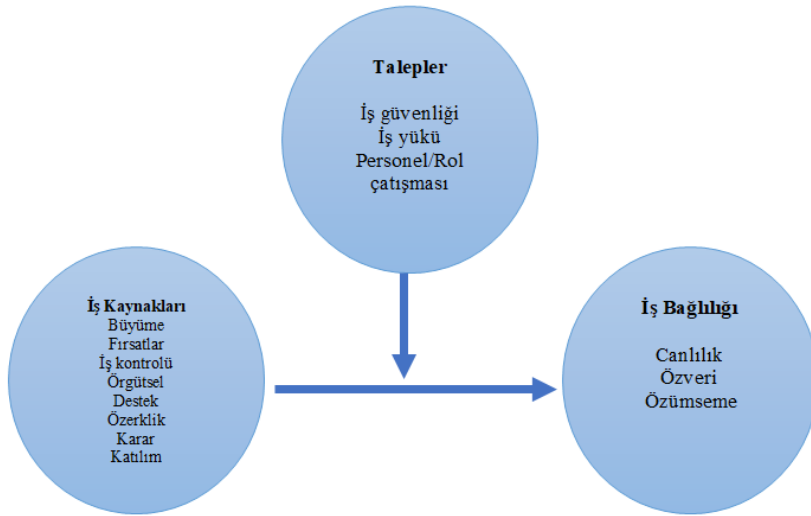 Talepler
İş güvenliği
İş yükü
Personel/Rol
çatışması
İş Kaynakları
Büyüme
Fırsatlar
İş kontrolü
Örgütsel
Destek
Özerklik
Karar
Katılım
İş Bağlılığı
Canlılık
Özveri
Özümseme